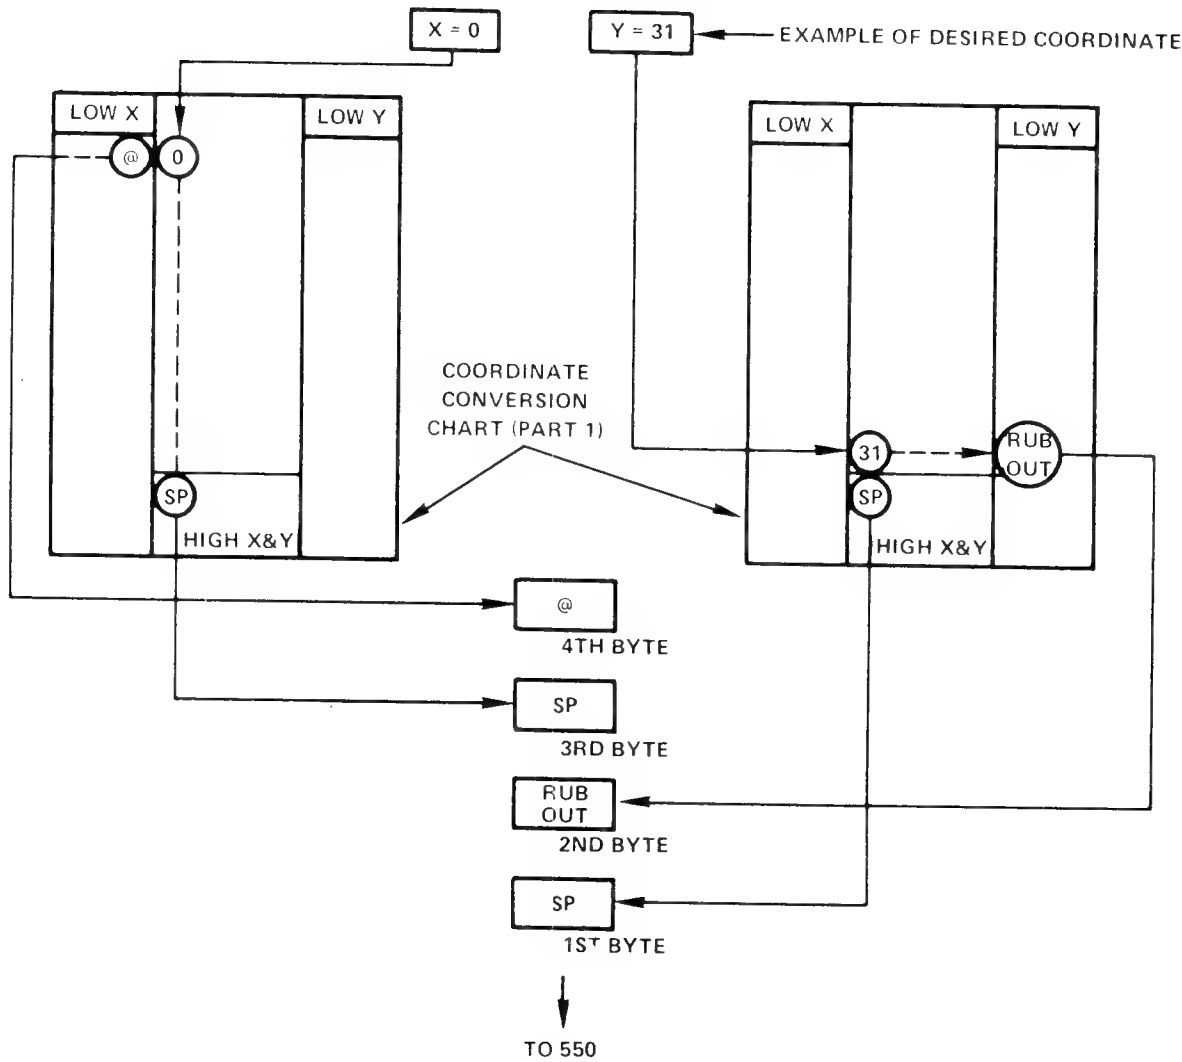 X = 0
Y = 31
EXAMPLE OF DESIRED COORDINATE
LOW X
LOW Y
@
0
SP
HIGH X&Y
COORDINATE
CONVERSION
CHART (PART 1)
LOW X
LOW Y
31
RUB
OUT
SP
HIGH X&Y
@
4TH BYTE
SP
3RD BYTE
RUB
OUT
2ND BYTE
SP
1ST BYTE
TO 550